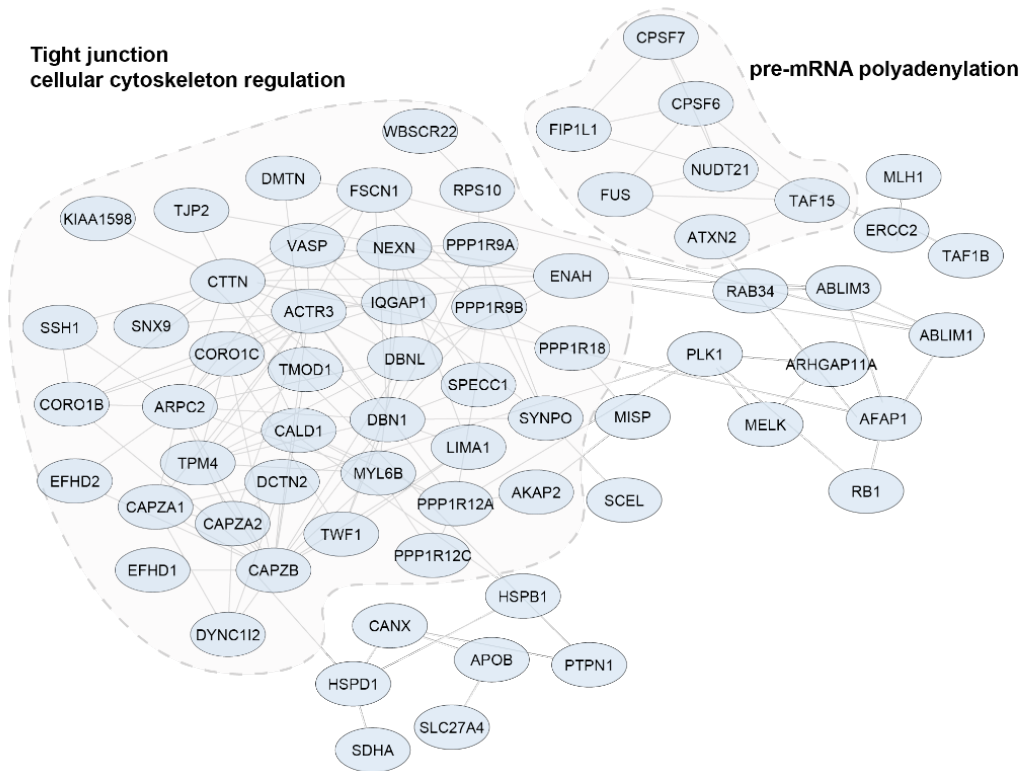 Tight junction
cellular cytoskeleton regulation
pre-mRNA polyadenylation
CPSF7
CPSF6
FIP1L1
NUDT21
FUS
TAF15
ATXN2
MLH1
ERCC2
TAF1B
WBSCR22
DMTN
FSCN1
RPS10
KIAA1598
TJP2
VASP
NEXN
PPP1R9A
CTTN
ENAH
RAB34
ABLIM3
ACTR3
IQGAP1
PPP1R9B
SSH1
SNX9
ABLIM1
CORO1C
DBNL
PPP1R18
PLK1
ARHGAP11A
TMOD1
SPECC1
CORO1B
ARPC2
DBN1
SYNPO
MISP
MELK
AFAP1
CALD1
LIMA1
TPM4
MYL6B
EFHD2
DCTN2
CAPZA1
PPP1R12A
AKAP2
SCEL
RB1
CAPZA2
TWF1
PPP1R12C
EFHD1
CAPZB
HSPB1
DYNC1I2
CANX
APOB
PTPN1
HSPD1
SLC27A4
SDHA